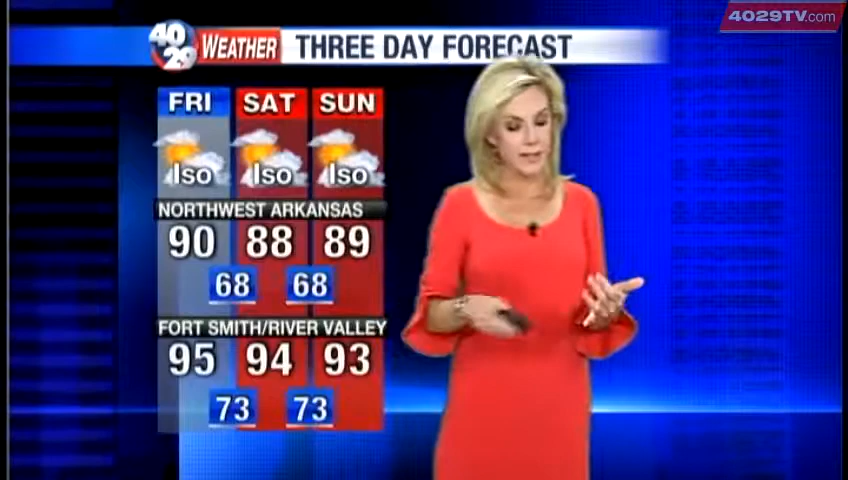 4029TV.com
40
29
WEATHER
THREE DAY FORECAST
FRI SAT SUN
Iso Iso Iso
NORTHWEST ARKANSAS
90 88 89
68 68
FORT SMITH/RIVER VALLEY
95 94 93
73 73